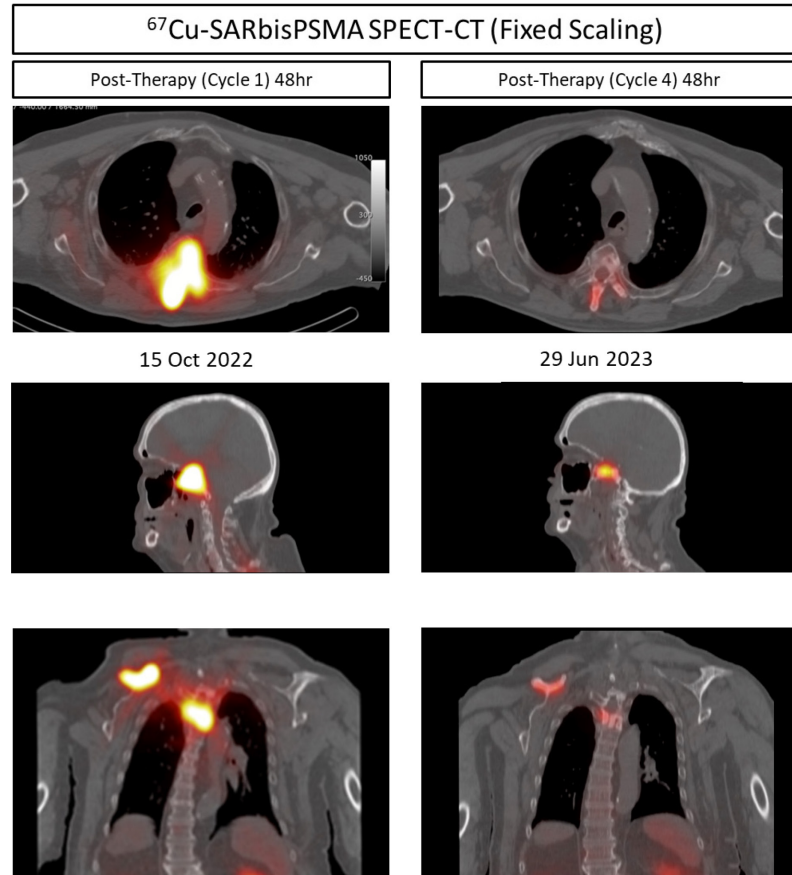 ⁶⁷Cu-SARbisPSMA SPECT-CT (Fixed Scaling)
Post-Therapy (Cycle 1) 48hr
Post-Therapy (Cycle 4) 48hr
1050
300
-450
15 Oct 2022
29 Jun 2023